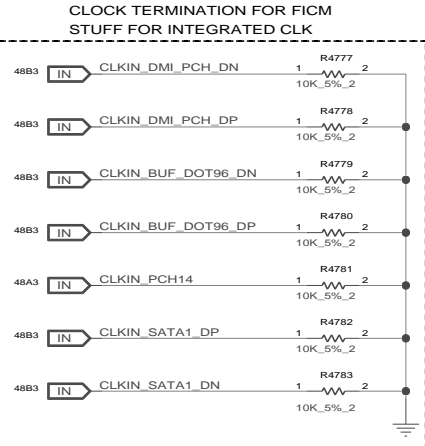 CLOCK TERMINATION FOR FICM
STUFF FOR INTEGRATED CLK
48B3 IN CLKIN_DMI_PCH_DN 1 R4777 2
10K_5%_2
48B3 IN CLKIN_DMI_PCH_DP 1 R4778 2
10K_5%_2
48B3 IN CLKIN_BUF_DOT96_DN 1 R4779 2
10K_5%_2
48B3 IN CLKIN_BUF_DOT96_DP 1 R4780 2
10K_5%_2
48A3 IN CLKIN_PCH14 1 R4781 2
10K_5%_2
48B3 IN CLKIN_SATA1_DP 1 R4782 2
10K_5%_2
48B3 IN CLKIN_SATA1_DN 1 R4783 2
10K_5%_2